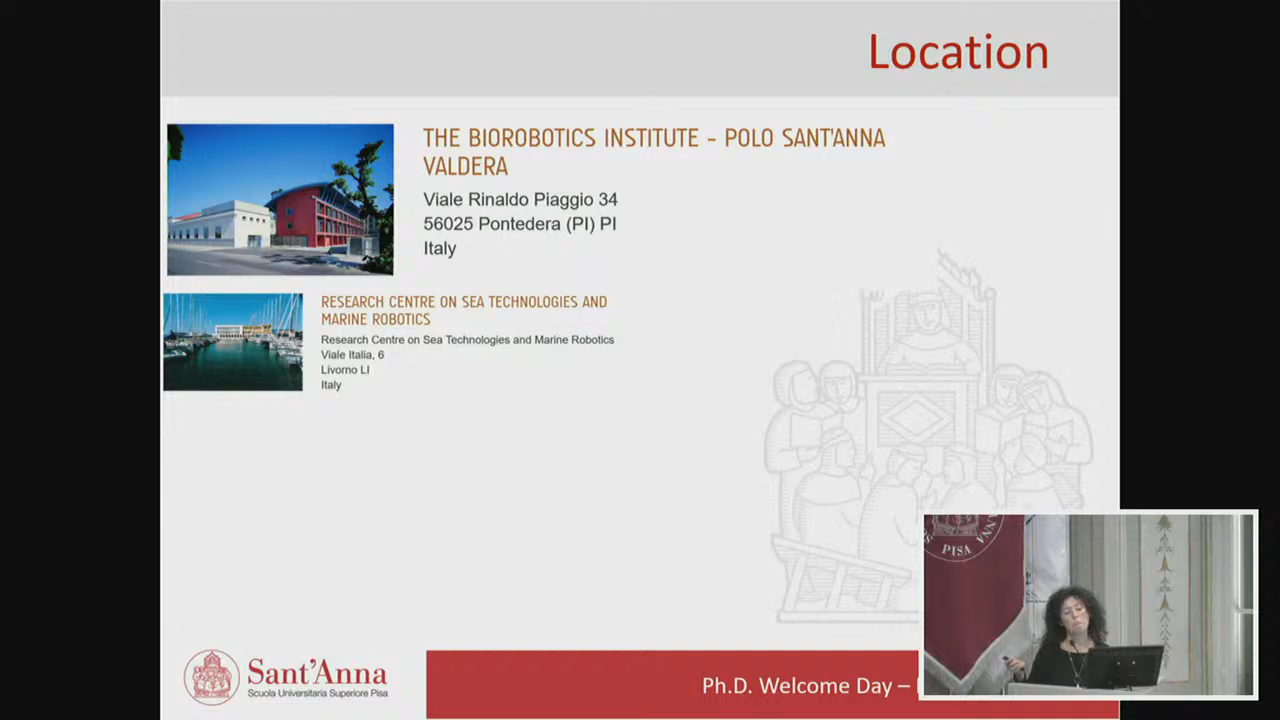 Location
THE BIOROBOTICS INSTITUTE - POLO SANT'ANNA
VALDERA
Viale Rinaldo Piaggio 34
56025 Pontedera (PI) PI
Italy
RESEARCH CENTRE ON SEA TECHNOLOGIES AND
MARINE ROBOTICS
Research Centre on Sea Technologies and Marine Robotics
Viale Italia, 6
Livorno LI
Italy
Sant'Anna
Scuola Universitaria Superiore Pisa
Ph.D. Welcome Day –
PISA